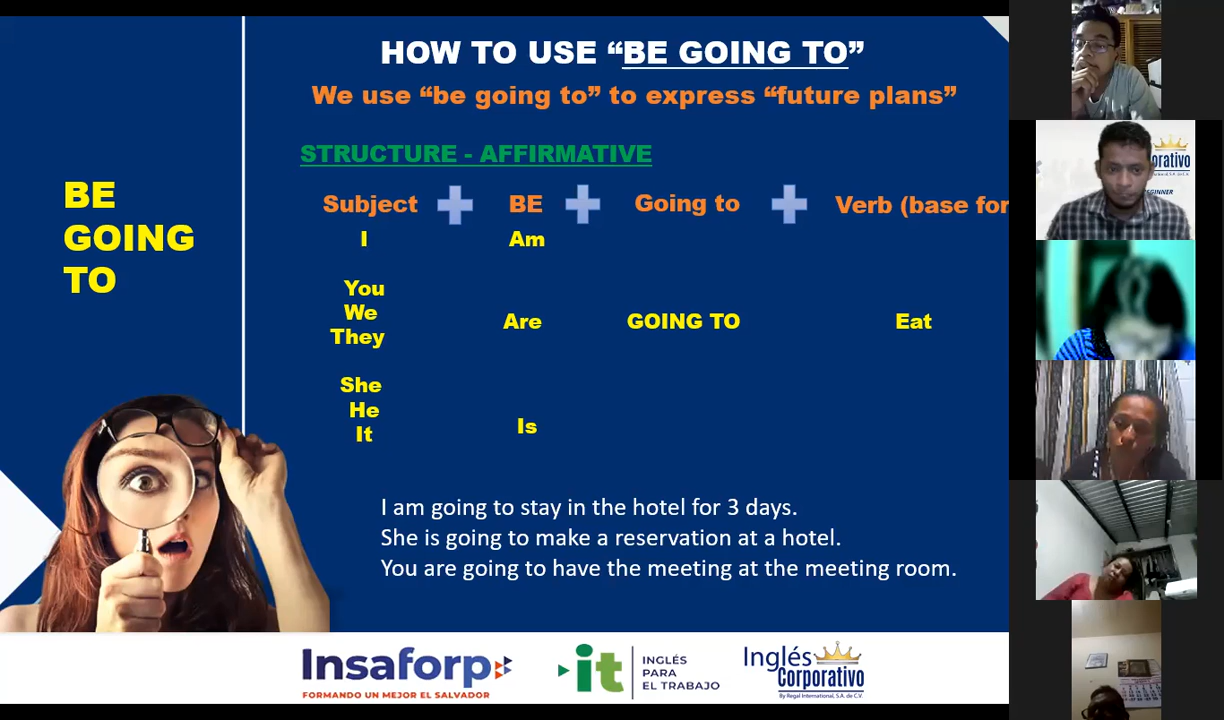 HOW TO USE “BE GOING TO”
We use “be going to” to express “future plans”
STRUCTURE - AFFIRMATIVE
Subject + BE + Going to + Verb (base for
I Am
You
We
They
Are GOING TO Eat
She
He
It
Is
BE
GOING
TO
I am going to stay in the hotel for 3 days.
She is going to make a reservation at a hotel.
You are going to have the meeting at the meeting room.
Insaforp
FORMANDO UN MEJOR EL SALVADOR
it
INGLÉS
PARA
EL TRABAJO
Inglés
Corporativo
By Regal International, S.A. de C.V.
orativo